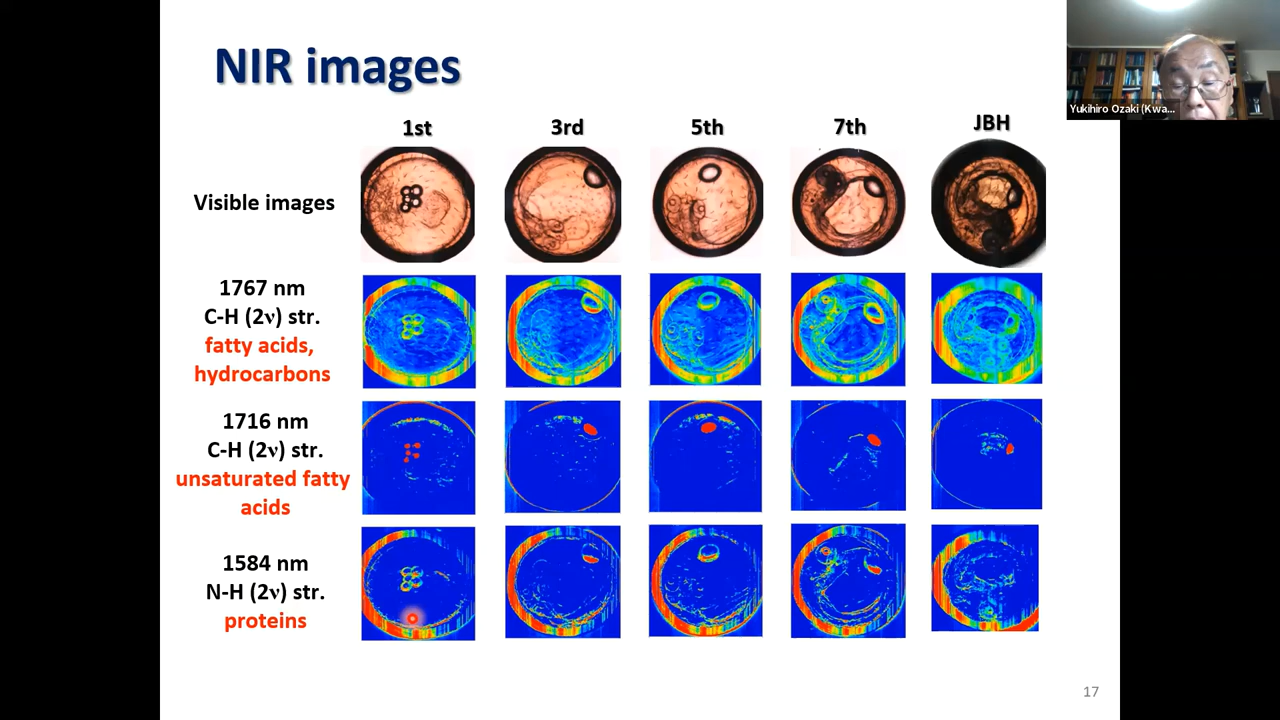 NIR images
Yukihiro Ozaki (Kwa...
1st 3rd 5th 7th JBH
Visible images
1767 nm
C-H (2ν) str.
fatty acids,
hydrocarbons
1716 nm
C-H (2ν) str.
unsaturated fatty
acids
1584 nm
N-H (2ν) str.
proteins
17